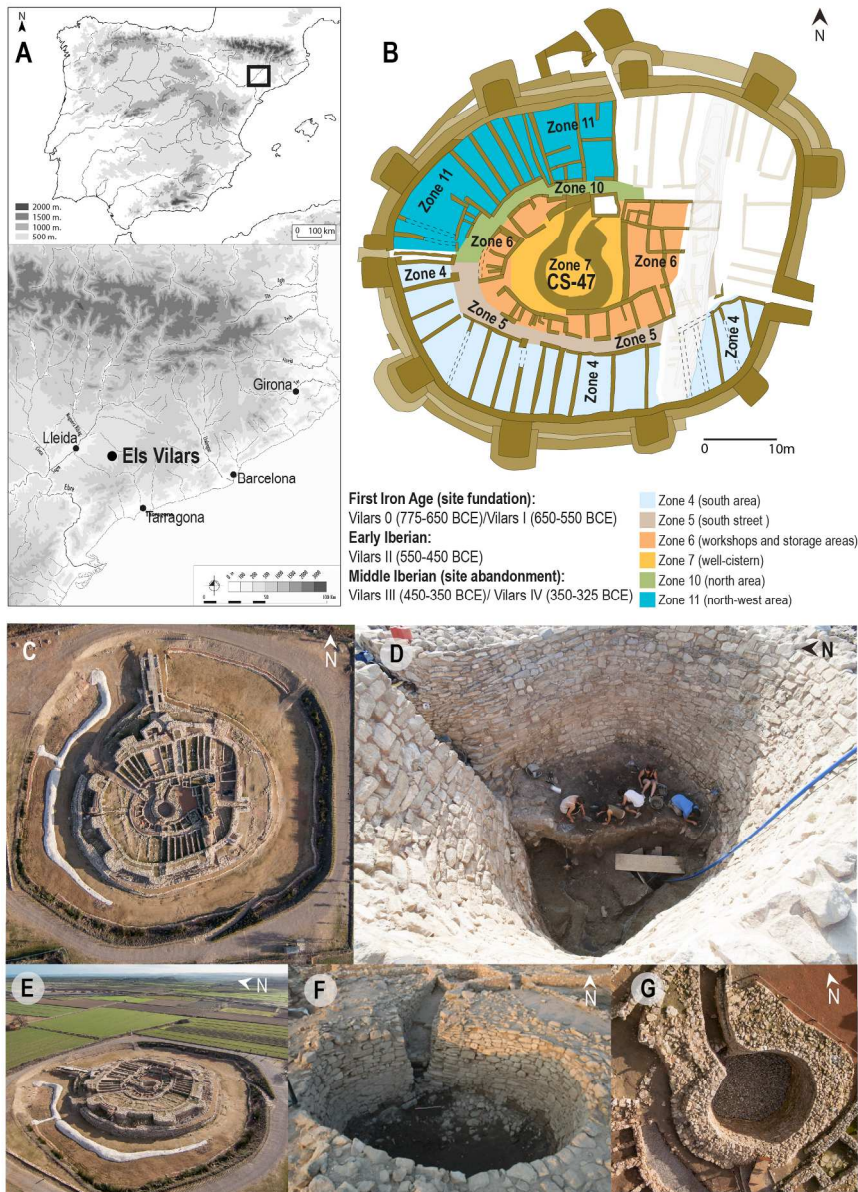 N
A
2000 m.
1500 m.
1000 m.
500 m.
0 100 km
Girona
Lleida
Els Vilars
Barcelona
Tarragona
Ebre
B
N
Zone 11
Zone 11
Zone 10
Zone 6
Zone 7
CS-47
Zone 6
Zone 4
Zone 5
Zone 5
Zone 4
Zone 4
0 10m
First Iron Age (site fundation):
Vilars 0 (775-650 BCE)/Vilars I (650-550 BCE)
Early Iberian:
Vilars II (550-450 BCE)
Middle Iberian (site abandonment):
Vilars III (450-350 BC)/ Vilars IV (350-325 BCE)
Zone 4 (south area)
Zone 5 (south street )
Zone 6 (workshops and storage areas)
Zone 7 (well-cistern)
Zone 10 (north area)
Zone 11 (north-west area)
C
N
D
N
E
N
F
N
G
N